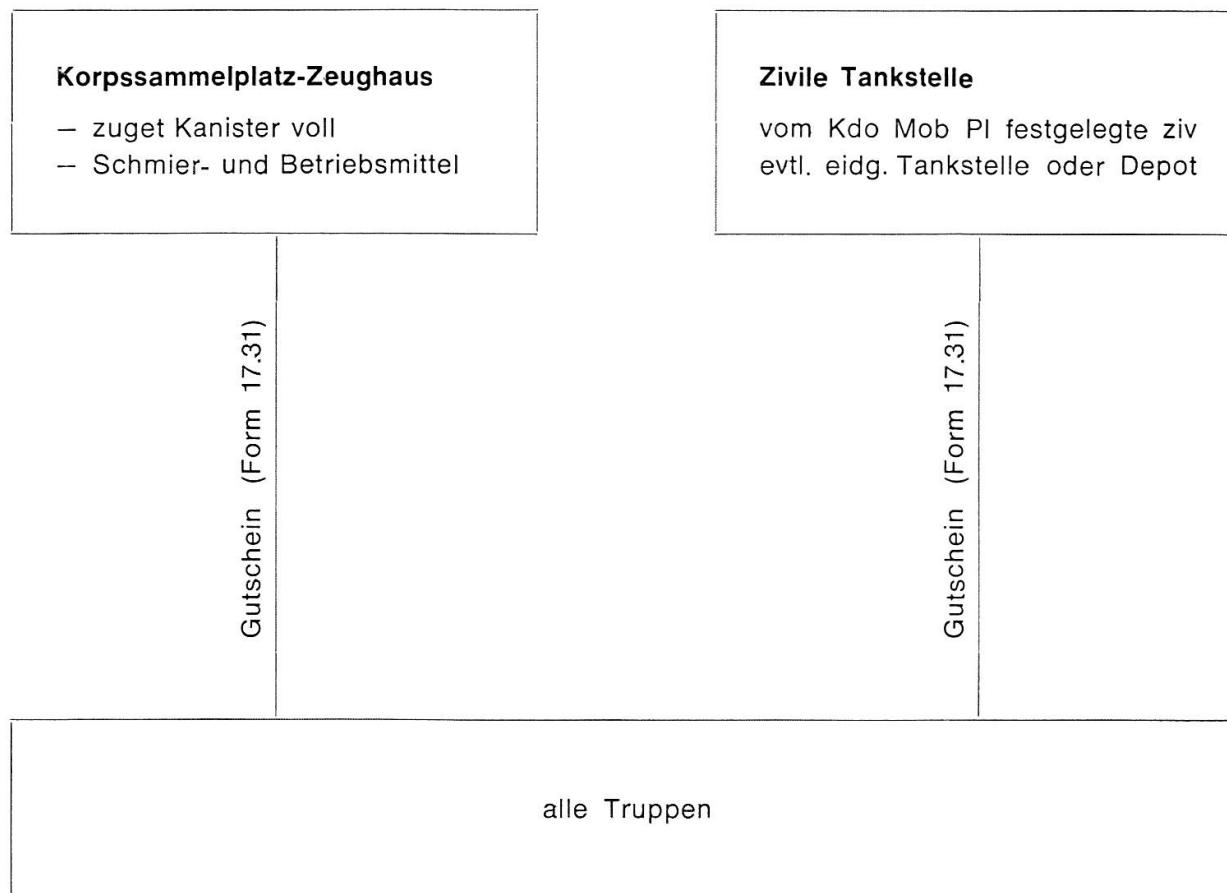 Korpssammelplatz-Zeughaus
– zuget Kanister voll
– Schmier- und Betriebsmittel
Zivile Tankstelle
vom Kdo Mob Pl festgelegte ziv
evtl. eidg. Tankstelle oder Depot
Gutschein (Form 17.31)
Gutschein (Form 17.31)
alle Truppen